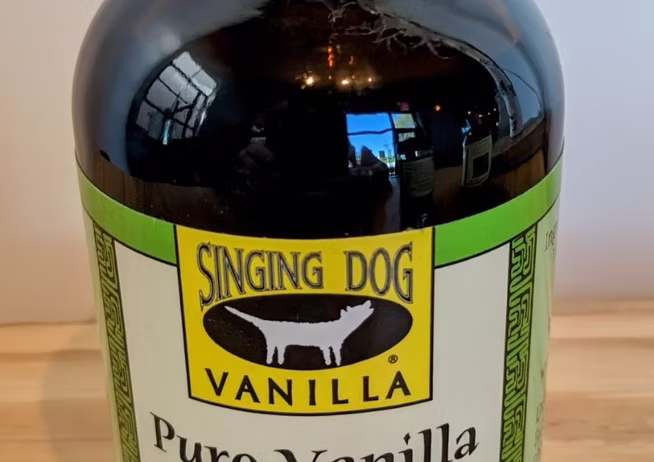 SINGING DOG
®
VANILLA
Pure Vanilla